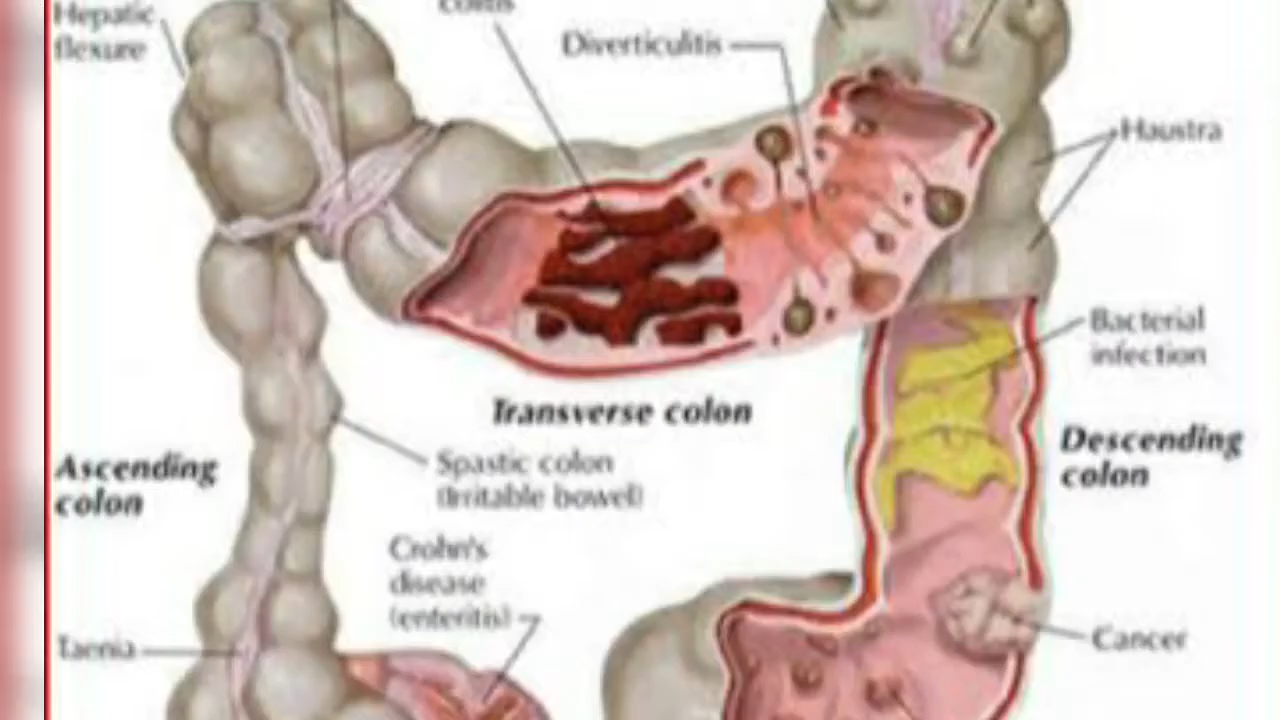 Hepatic
flexure
colitis
Diverticulitis
Haustra
Bacterial
infection
Transverse colon
Descending
colon
Spastic colon
(Irritable bowel)
Ascending
colon
Crohn's
disease
(enteritis)
Taenia
Cancer